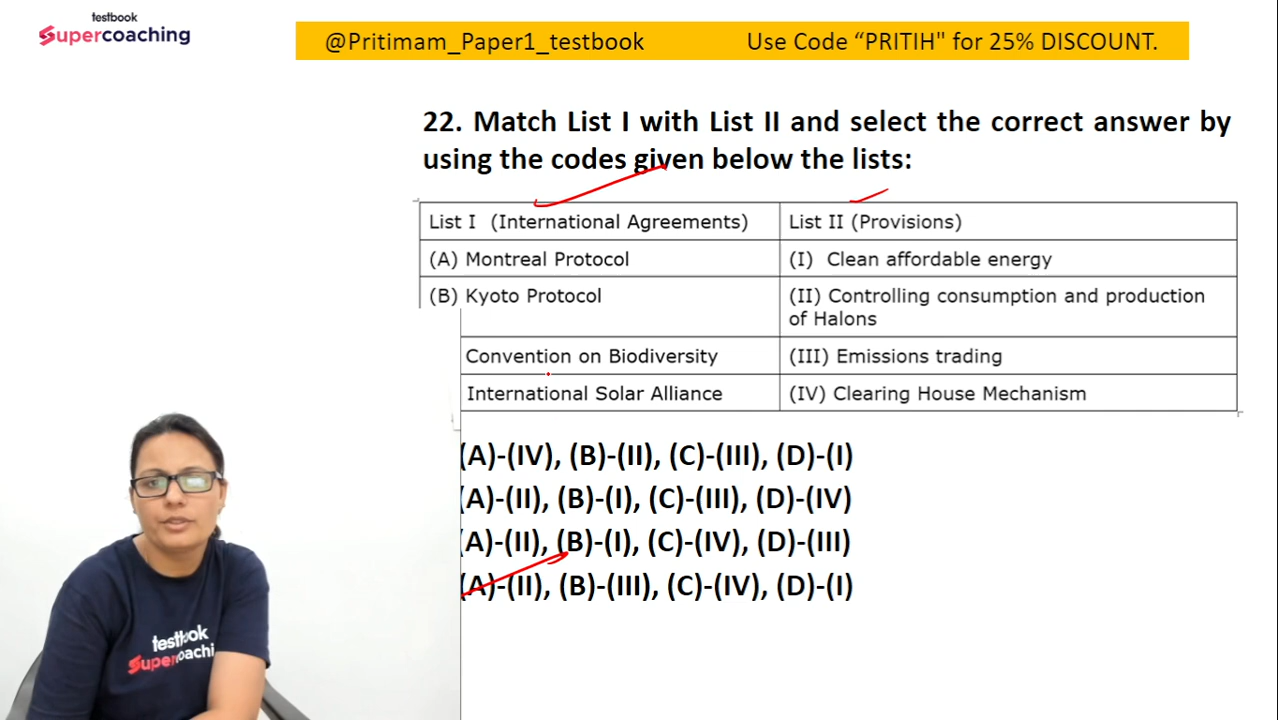 testbook
Supercoaching
@Pritimam_Paper1_testbook Use Code “PRITIH" for 25% DISCOUNT.
22. Match List I with List II and select the correct answer by
using the codes given below the lists:
List I (International Agreements) List II (Provisions)
(A) Montreal Protocol (I) Clean affordable energy
(B) Kyoto Protocol (II) Controlling consumption and production
of Halons
Convention on Biodiversity (III) Emissions trading
International Solar Alliance (IV) Clearing House Mechanism
(A)-(IV), (B)-(II), (C)-(III), (D)-(I)
(A)-(II), (B)-(I), (C)-(III), (D)-(IV)
(A)-(II), (B)-(I), (C)-(IV), (D)-(III)
(A)-(II), (B)-(III), (C)-(IV), (D)-(I)
testbook
Supercoachi